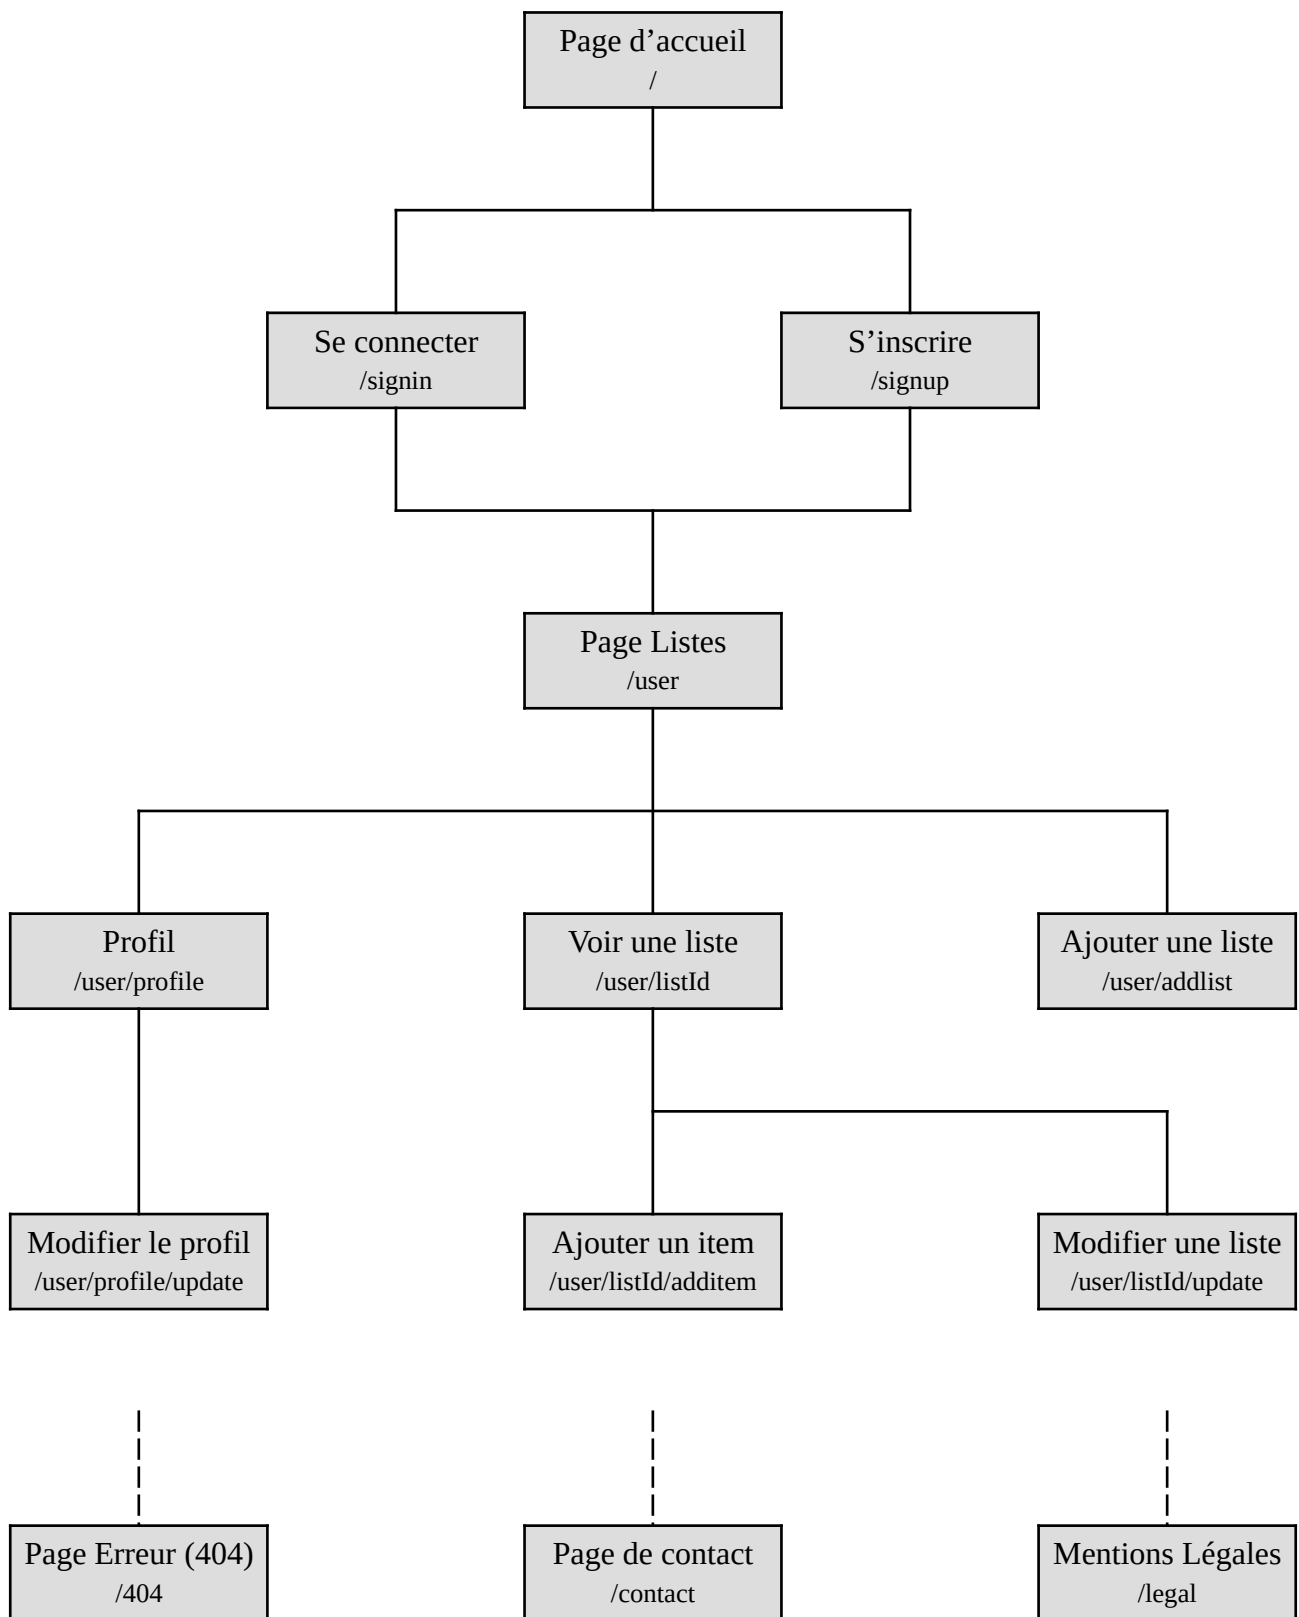 Page d’accueil
/
Se connecter
/signin
S’inscrire
/signup
Page Listes
/user
Profil
/user/profile
Voir une liste
/user/listId
Ajouter une liste
/user/addlist
Modifier le profil
/user/profile/update
Ajouter un item
/user/listId/additem
Modifier une liste
/user/listId/update
Page Erreur (404)
/404
Page de contact
/contact
Mentions Légales
/legal